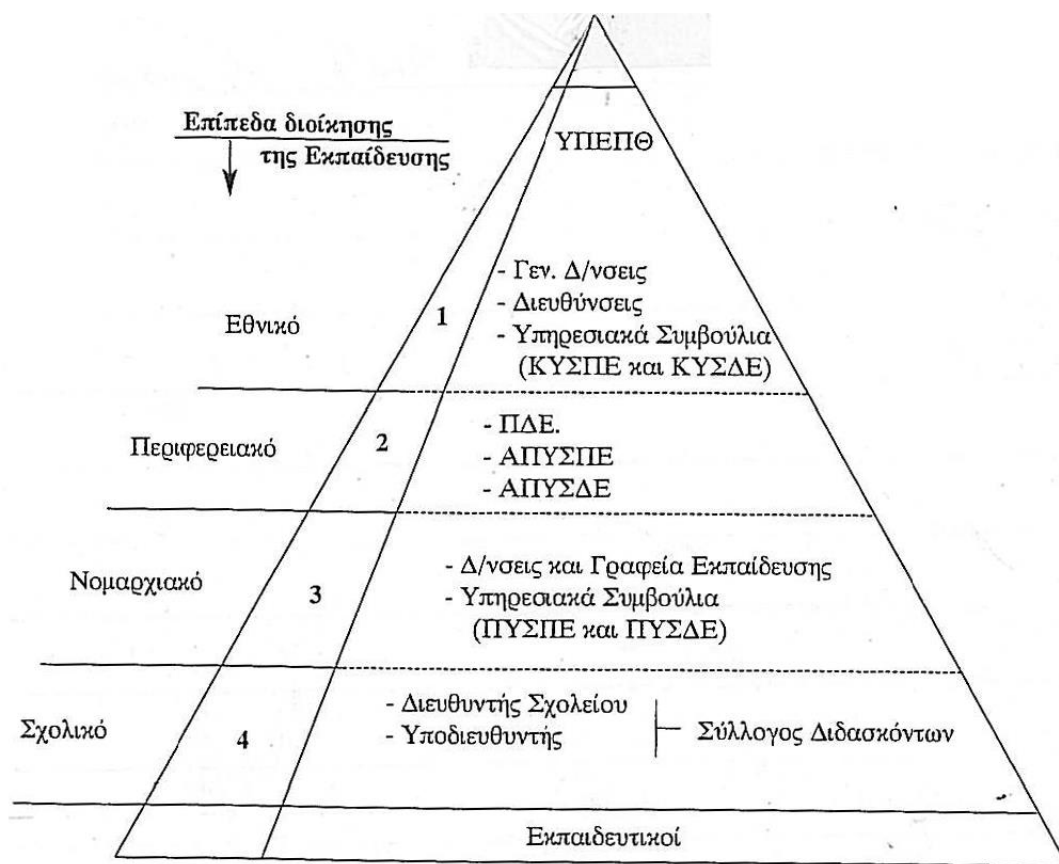 Επίπεδα διοίκησης
της Εκπαίδευσης
ΥΠΕΠΘ
Εθνικό
1
- Γεν. Δ/νσεις
- Διευθύνσεις
- Υπηρεσιακά Συμβούλια
(ΚΥΣΠΕ και ΚΥΣΔΕ)
Περιφερειακό
2
- ΠΔΕ.
- ΑΠΥΣΠΕ
- ΑΠΥΣΔΕ
Νομαρχιακό
3
- Δ/νσεις και Γραφεία Εκπαίδευσης
- Υπηρεσιακά Συμβούλια
(ΠΥΣΠΕ και ΠΥΣΔΕ)
Σχολικό
4
- Διευθυντής Σχολείου
- Υποδιευθυντής
Σύλλογος Διδασκόντων
Εκπαιδευτικοί